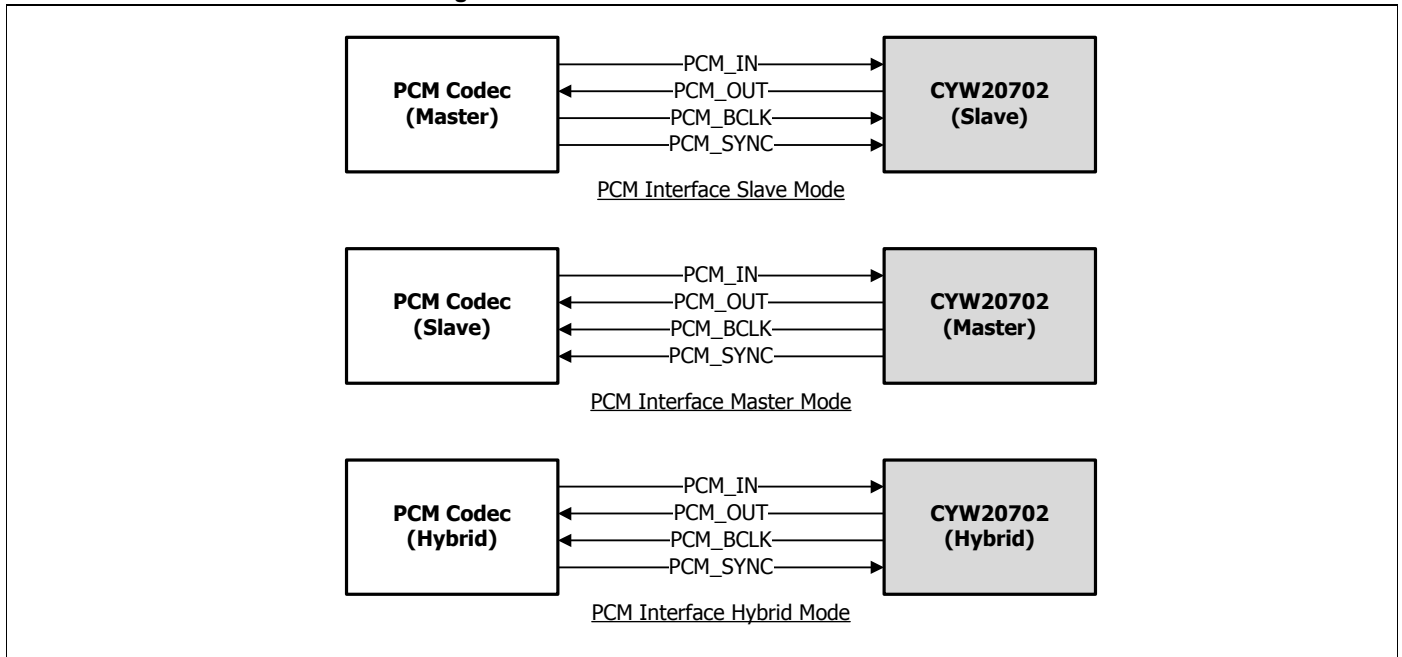 PCM Codec
(Master)
PCM_IN
PCM_OUT
PCM_BCLK
PCM_SYNC
CYW20702
(Slave)
PCM Interface Slave Mode
PCM Codec
(Slave)
PCM_IN
PCM_OUT
PCM_BCLK
PCM_SYNC
CYW20702
(Master)
PCM Interface Master Mode
PCM Codec
(Hybrid)
PCM_IN
PCM_OUT
PCM_BCLK
PCM_SYNC
CYW20702
(Hybrid)
PCM Interface Hybrid Mode